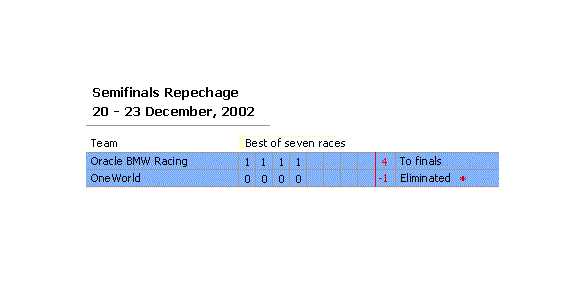 Semifinals Repechage
20 - 23 December, 2002
Team Best of seven races
Oracle BMW Racing 1 1 1 1 4 To finals
OneWorld 0 0 0 0 -1 Eliminated *